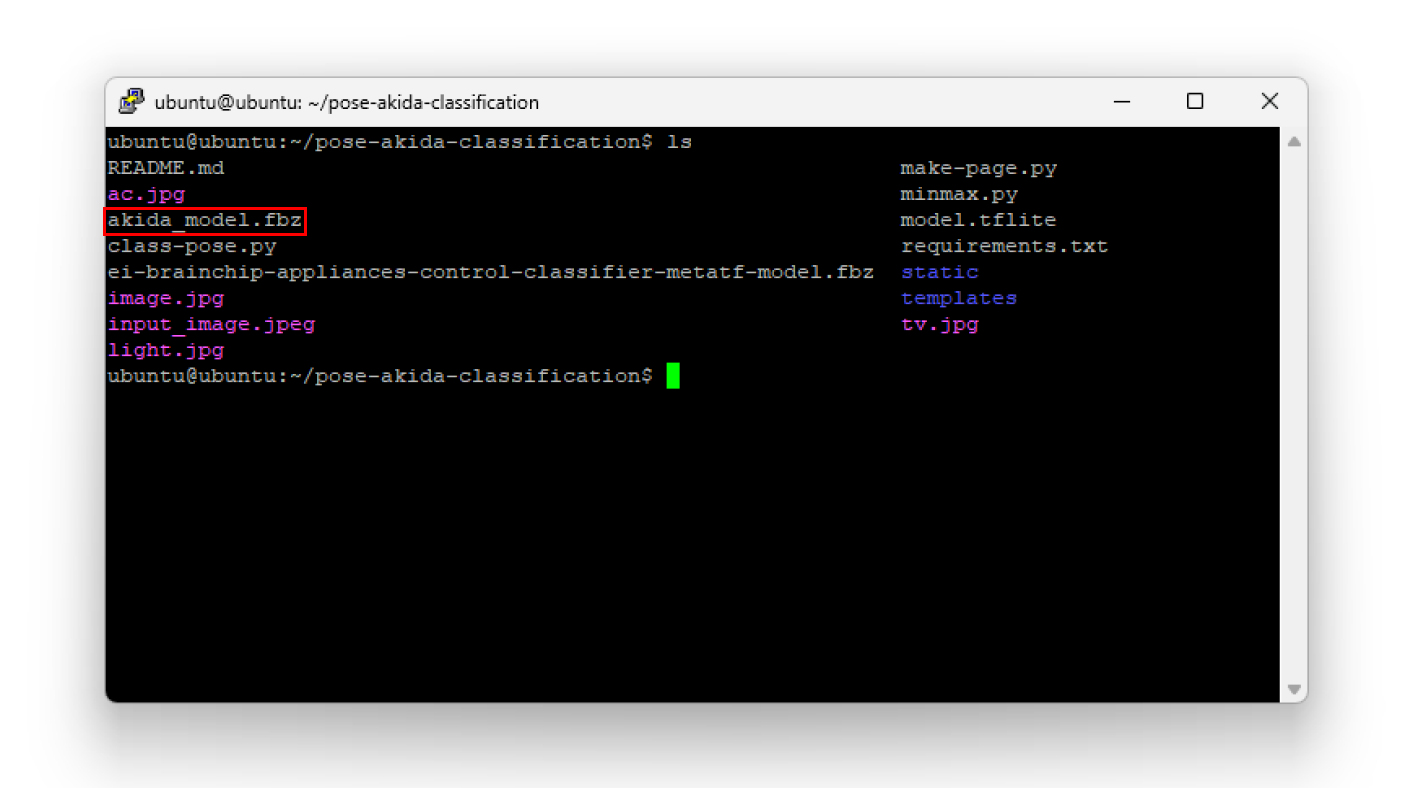 ubuntu@ubuntu: ~/pose-akida-classification
ubuntu@ubuntu:~/pose-akida-classification$ ls
README.md make-page.py
ac.jpg minmax.py
akida_model.fbz model.tflite
class-pose.py requirements.txt
ei-brainchip-appliances-control-classifier-metatf-model.fbz static
image.jpg templates
input_image.jpeg tv.jpg
light.jpg
ubuntu@ubuntu:~/pose-akida-classification$